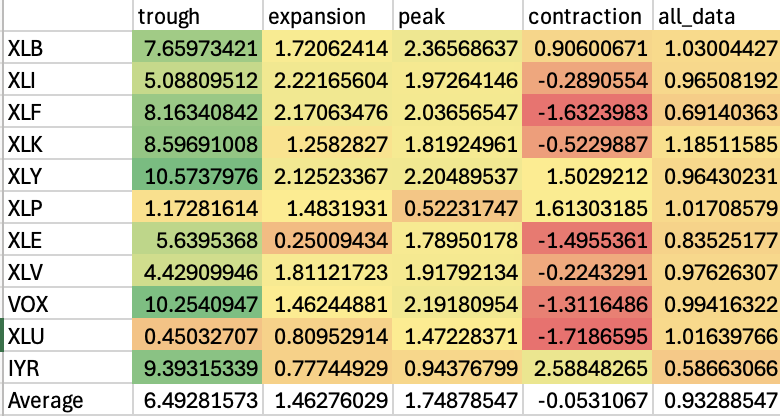 trough expansion peak contraction all_data
XLB 7.65973421 1.72062414 2.36568637 0.90600671 1.03004427
XLI 5.08809512 2.22165604 1.97264146 -0.2890554 0.96508192
XLF 8.16340842 2.17063476 2.03656547 -1.6323983 0.69140363
XLK 8.59691008 1.2582827 1.81924961 -0.5229887 1.18511585
XLY 10.5737976 2.12523367 2.20489537 1.5029212 0.96430231
XLP 1.17281614 1.4831931 0.52231747 1.61303185 1.01708579
XLE 5.6395368 0.25009434 1.78950178 -1.4955361 0.83525177
XLV 4.42909946 1.81121723 1.91792134 -0.2243291 0.97626307
VOX 10.2540947 1.46244881 2.19180954 -1.3116486 0.99416322
XLU 0.45032707 0.80952914 1.47228371 -1.7186595 1.01639766
IYR 9.39315339 0.77744929 0.94376799 2.58848265 0.58663066
Average 6.49281573 1.46276029 1.74878547 -0.0531067 0.93288547